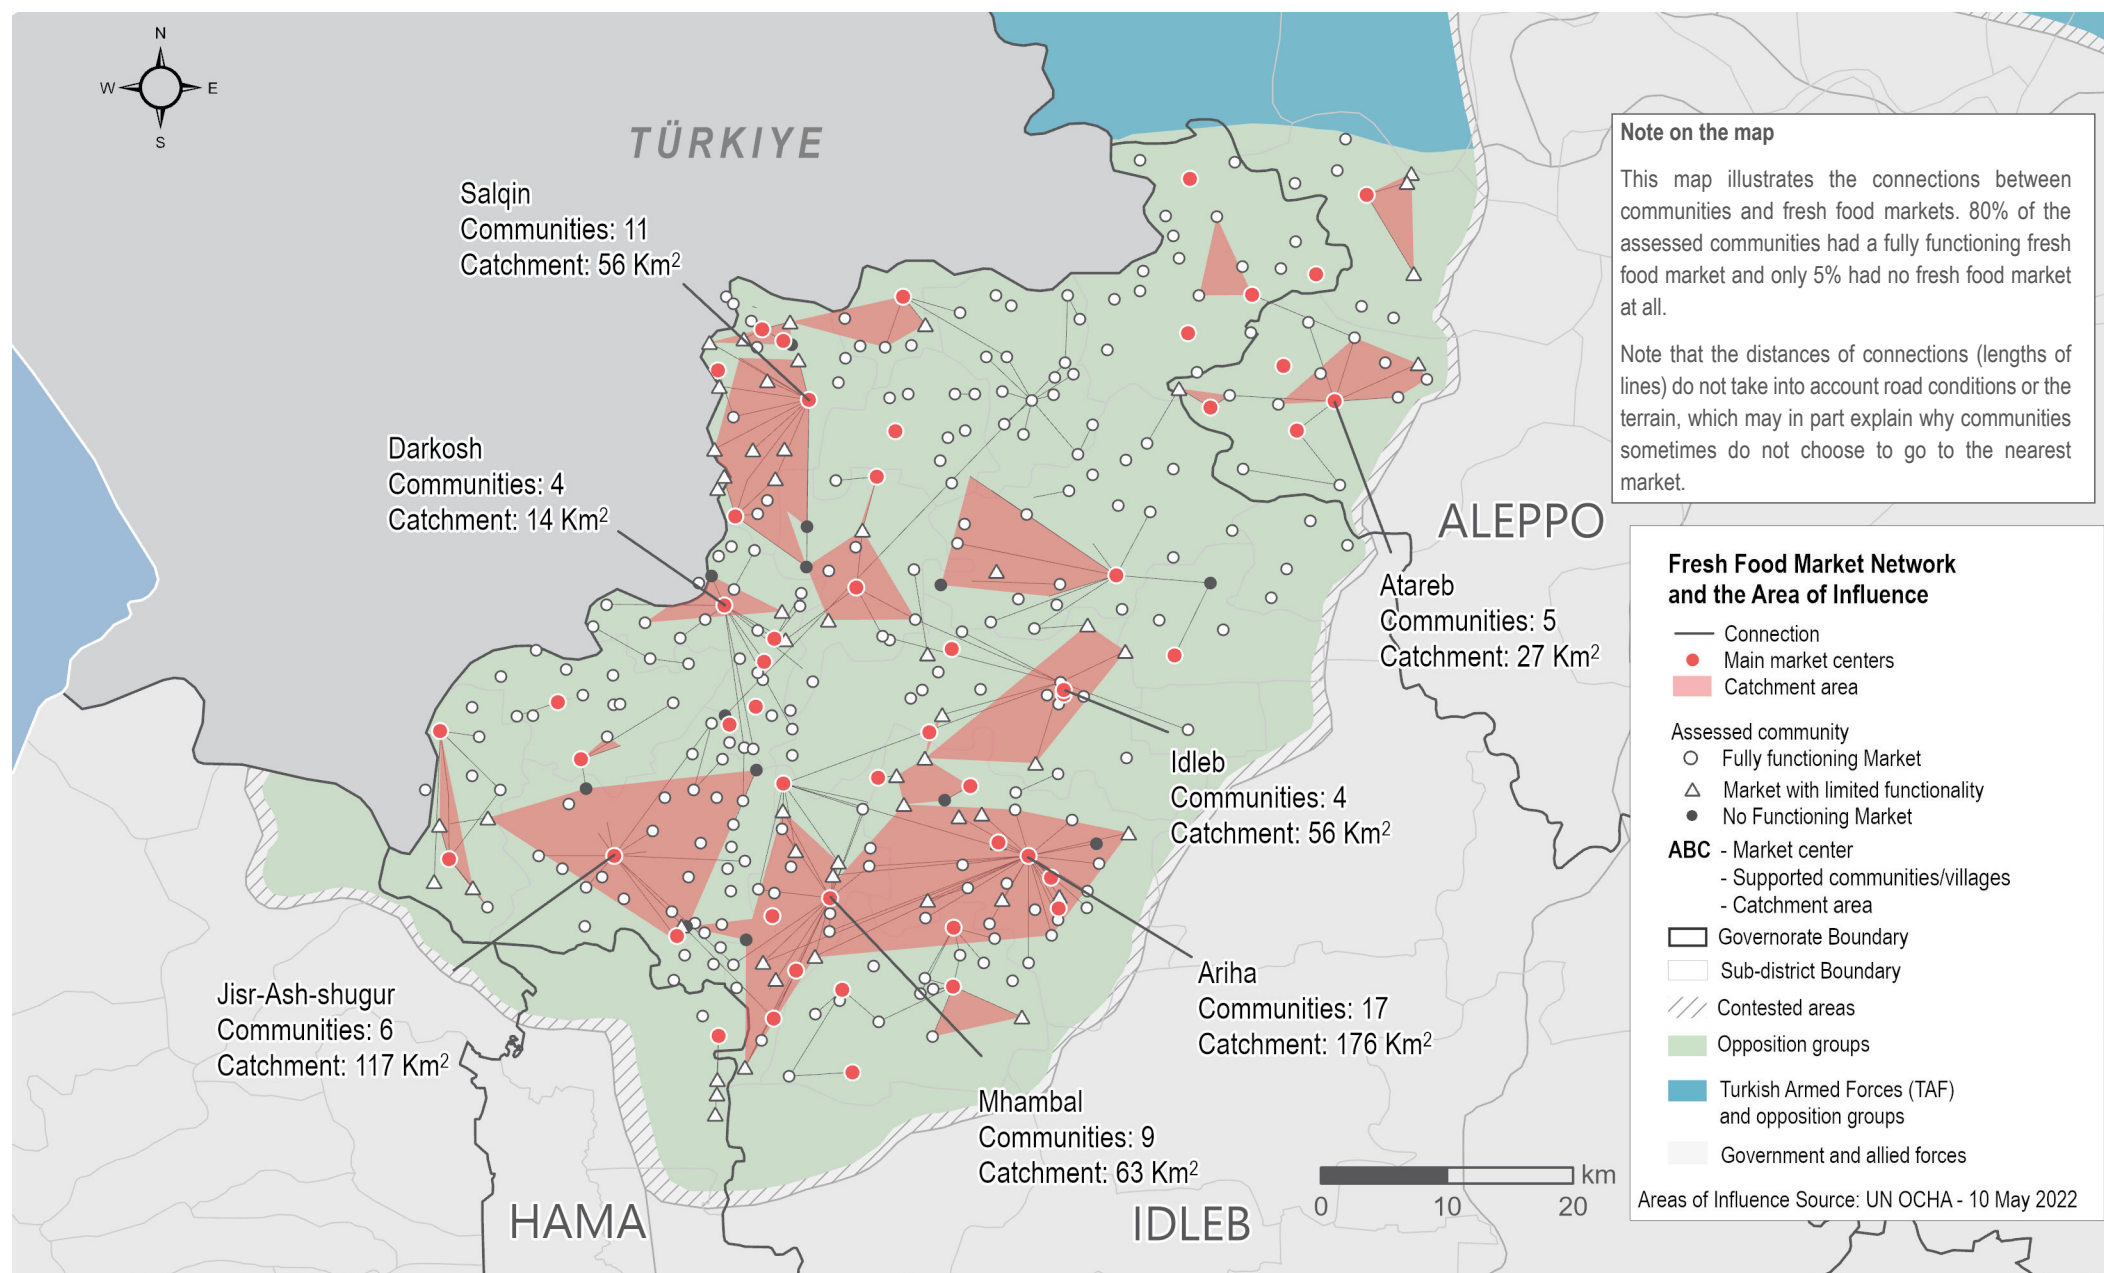 N
W
E
S
TÜRKIYE
Salqin
Communities: 11
Catchment: 56 Km²
Darkosh
Communities: 4
Catchment: 14 Km²
Note on the map
This map illustrates the connections between
communities and fresh food markets. 80% of the
assessed communities had a fully functioning fresh
food market and only 5% had no fresh food market
at all.
Note that the distances of connections (lengths of
lines) do not take into account road conditions or the
terrain, which may in part explain why communities
sometimes do not choose to go to the nearest
market.
ALEPPO
Atareb
Communities: 5
Catchment: 27 Km²
Idleb
Communities: 4
Catchment: 56 Km²
Ariha
Communities: 17
Catchment: 176 Km²
Jisr-Ash-shugur
Communities: 6
Catchment: 117 Km²
Mhambal
Communities: 9
Catchment: 63 Km²
HAMA
IDLEB
km
0
10
20
Fresh Food Market Network
and the Area of Influence
Connection
Main market centers
Catchment area
Assessed community
Fully functioning Market
Market with limited functionality
No Functioning Market
ABC - Market center
- Supported communities/villages
- Catchment area
Governorate Boundary
Sub-district Boundary
Contested areas
Opposition groups
Turkish Armed Forces (TAF)
and opposition groups
Government and allied forces
Areas of Influence Source: UN OCHA - 10 May 2022